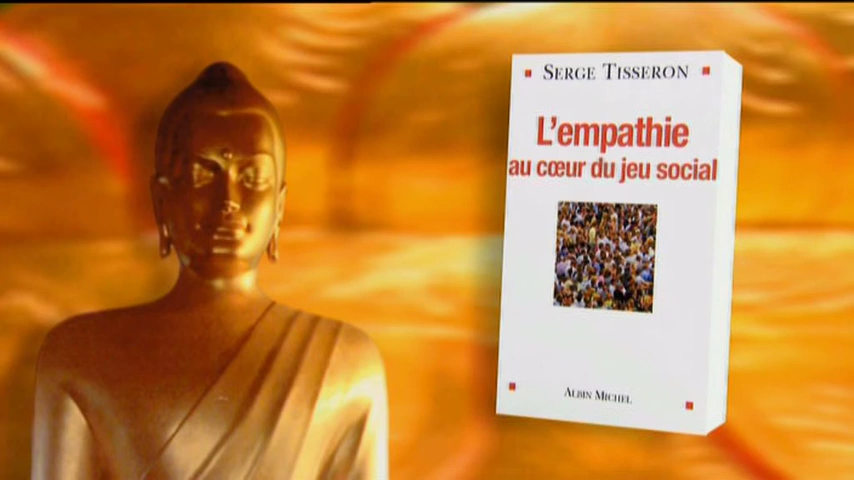 SERGE TISSERON
L'empathie
au cœur du jeu social
ALBIN MICHEL